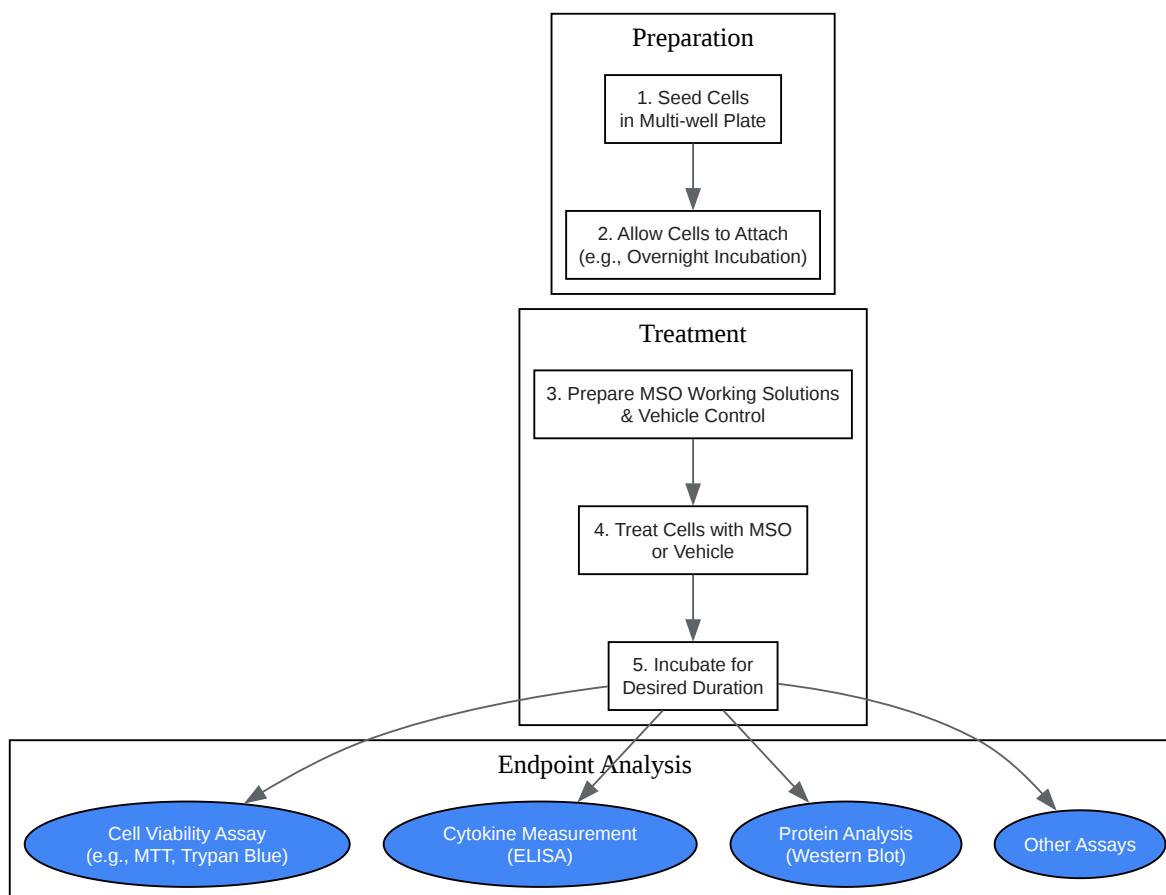 Preparation
1. Seed Cells
in Multi-well Plate
2. Allow Cells to Attach
(e.g., Overnight Incubation)
Treatment
3. Prepare MSO Working Solutions
& Vehicle Control
4. Treat Cells with MSO
or Vehicle
5. Incubate for
Desired Duration
Endpoint Analysis
Cell Viability Assay
(e.g., MTT, Trypan Blue)
Cytokine Measurement
(ELISA)
Protein Analysis
(Western Blot)
Other Assays